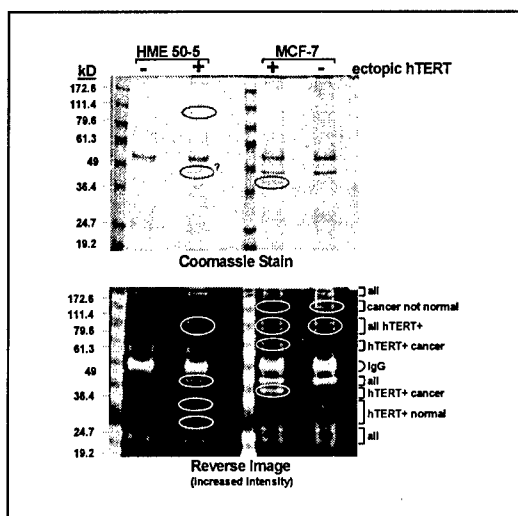 HME 50-5 MCF-7
kD - + + - ectopic hTERT
172.6
111.4
79.6
61.3
49
?
36.4
24.7
19.2
Coomassie Stain
all
172.6
cancer not normal
111.4
79.6 all hTERT+
61.3 hTERT+ cancer
IgG
49
all
38.4 hTERT+ cancer
hTERT+ normal
24.7
all
19.2
Reverse Image
(increased intensity)